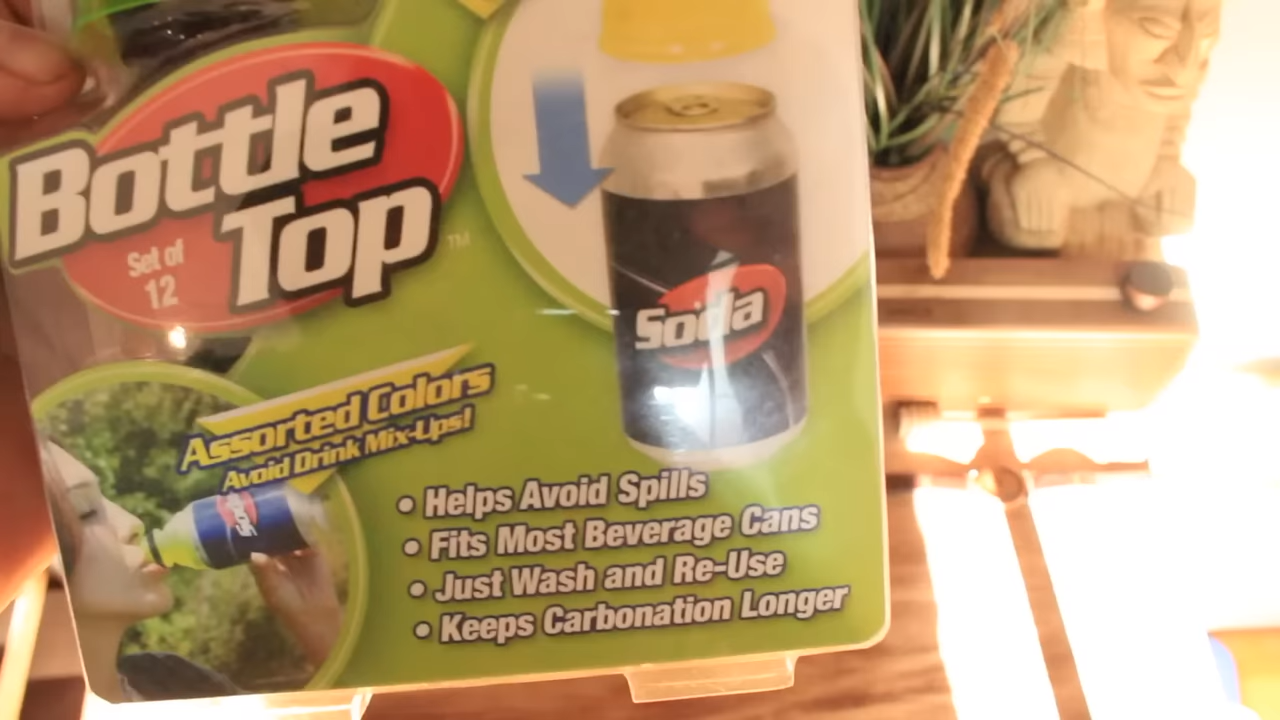 Bottle
Top
TM
Set of
12
Soda
Assorted Colors
Avoid Drink Mix-Ups!
Soda
• Helps Avoid Spills
• Fits Most Beverage Cans
• Just Wash and Re-Use
• Keeps Carbonation Longer